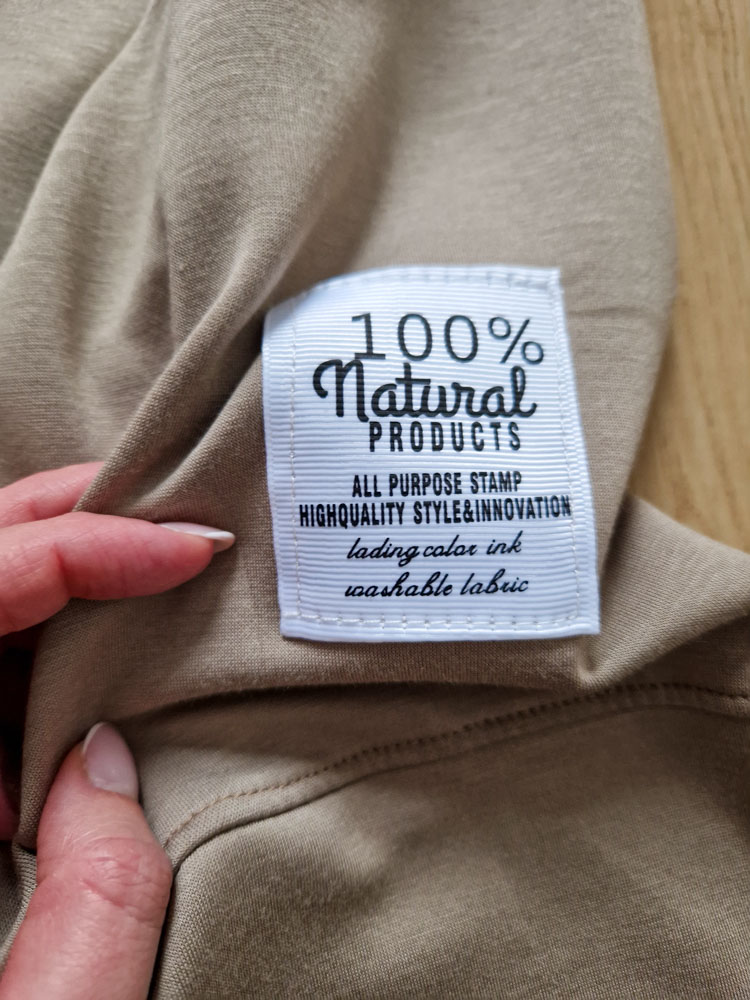 100%
Natural
PRODUCTS
ALL PURPOSE STAMP
HIGHQUALITY STYLE&INNOVATION
lading color ink
washable labric